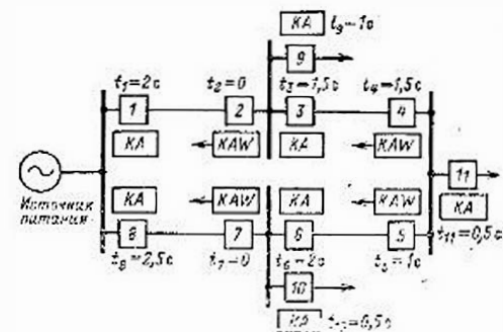 KA t₉=1c
9
t₁=2c t₂=0 t₃=1,5c t₄=1,5c
1 2 3 4
KA KAW KA KAW
11
Источник
питания
KA KAW KA KAW
KA
8 7 6 5
t₁₁=0,5c
t₈=2,5c t₇=0 t₆=2c t₅=1c
10
KA t₁₀=0,5c